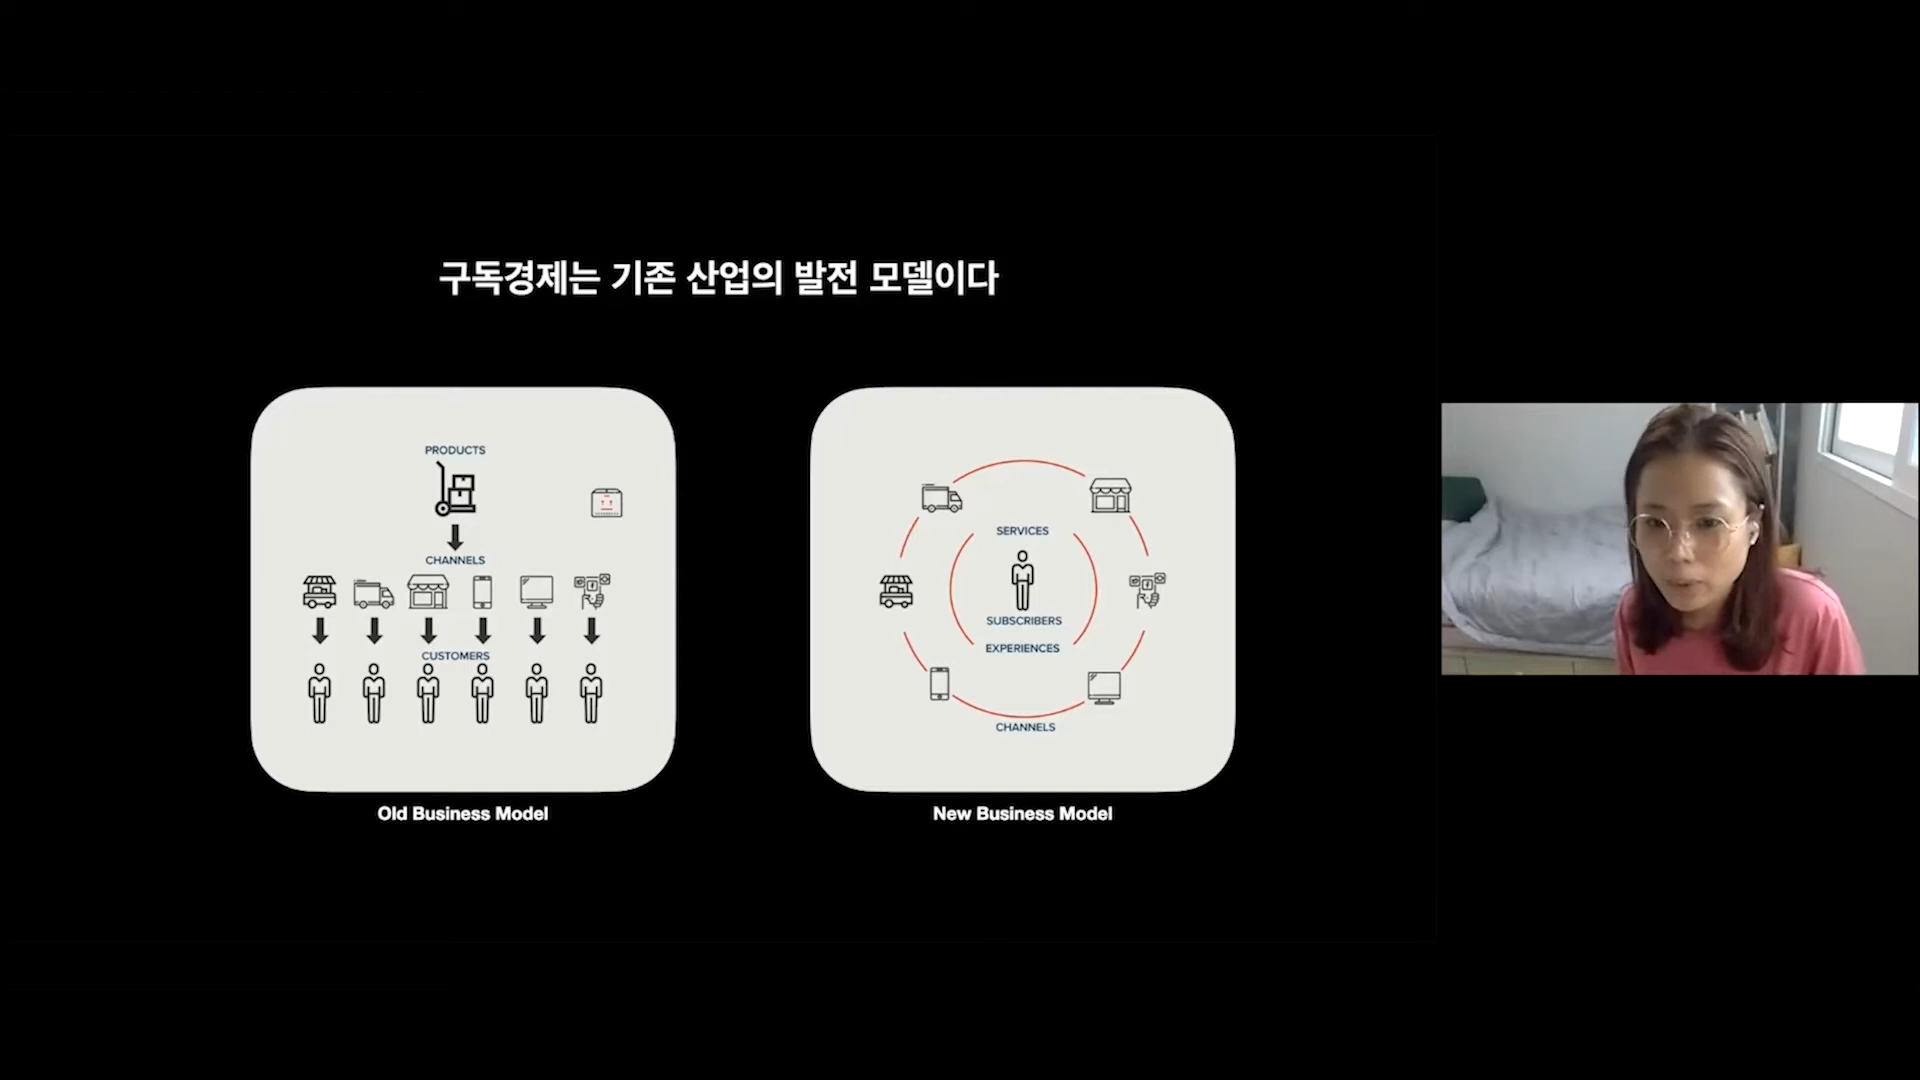 구독경제는 기존 산업의 발전 모델이다
PRODUCTS
CHANNELS
CUSTOMERS
Old Business Model
SERVICES
SUBSCRIBERS
EXPERIENCES
CHANNELS
New Business Model